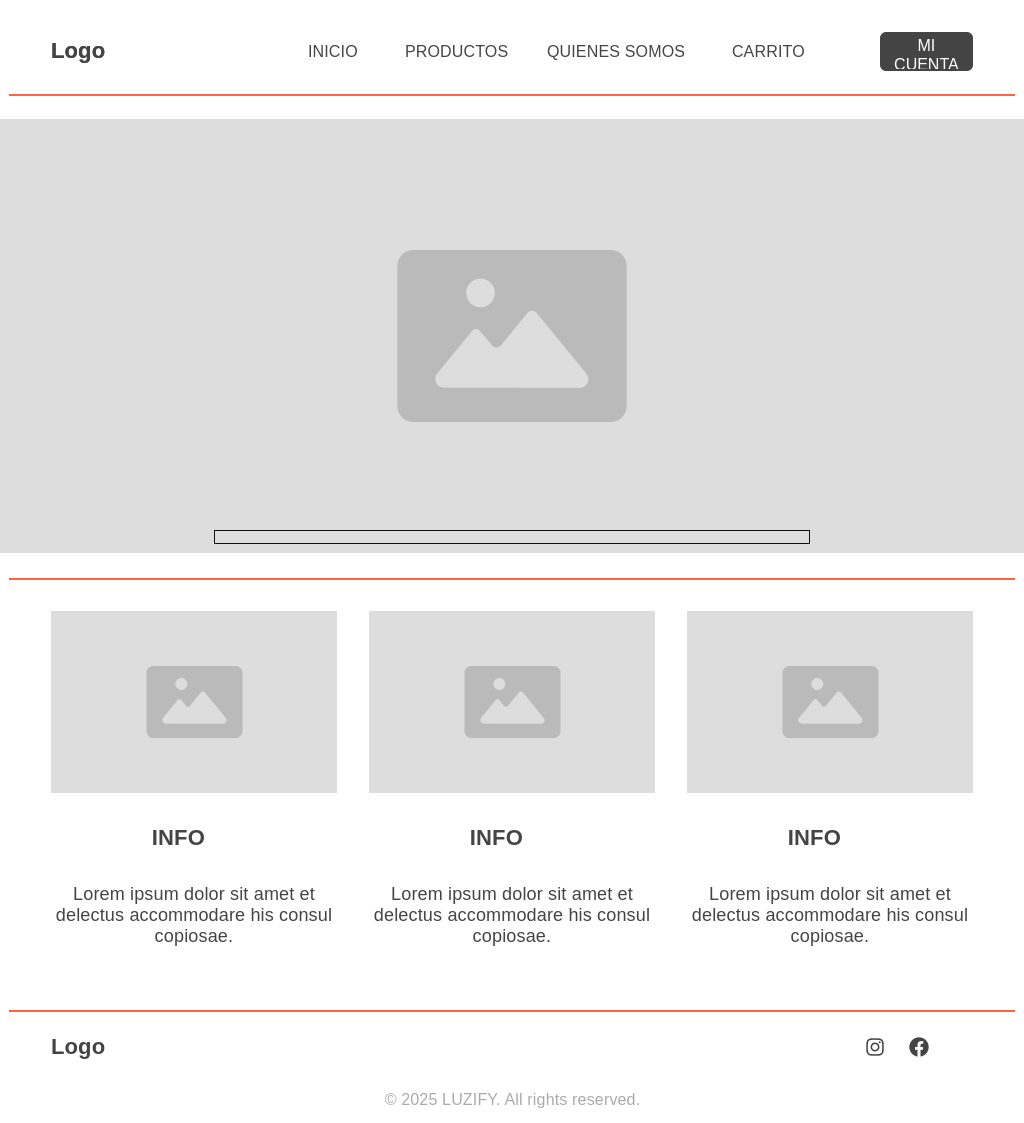 Logo
INICIO PRODUCTOS QUIENES SOMOS CARRITO
MI
CUENTA
INFO
Lorem ipsum dolor sit amet et
delectus accommodare his consul
copiosae.
INFO
Lorem ipsum dolor sit amet et
delectus accommodare his consul
copiosae.
INFO
Lorem ipsum dolor sit amet et
delectus accommodare his consul
copiosae.
Logo
© 2025 LUZIFY. All rights reserved.